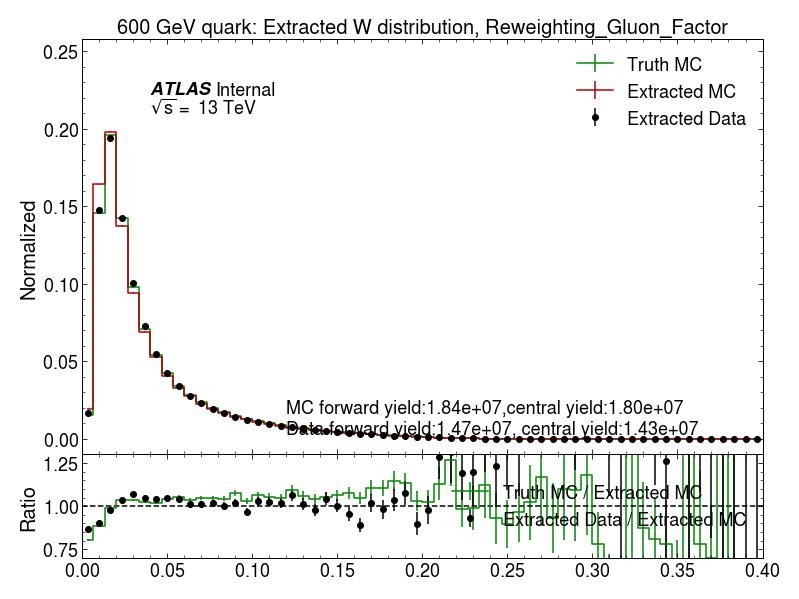 600 GeV quark: Extracted W distribution, Reweighting_Gluon_Factor
0.25
0.20
0.15
0.10
0.05
0.00
Normalized
ATLAS Internal
√s = 13 TeV
Truth MC
Extracted MC
Extracted Data
MC forward yield:1.84e+07,central yield:1.80e+07
Data forward yield:1.47e+07, central yield:1.43e+07
1.25
1.00
0.75
Ratio
Truth MC / Extracted MC
Extracted Data / Extracted MC
0.00 0.05 0.10 0.15 0.20 0.25 0.30 0.35 0.40